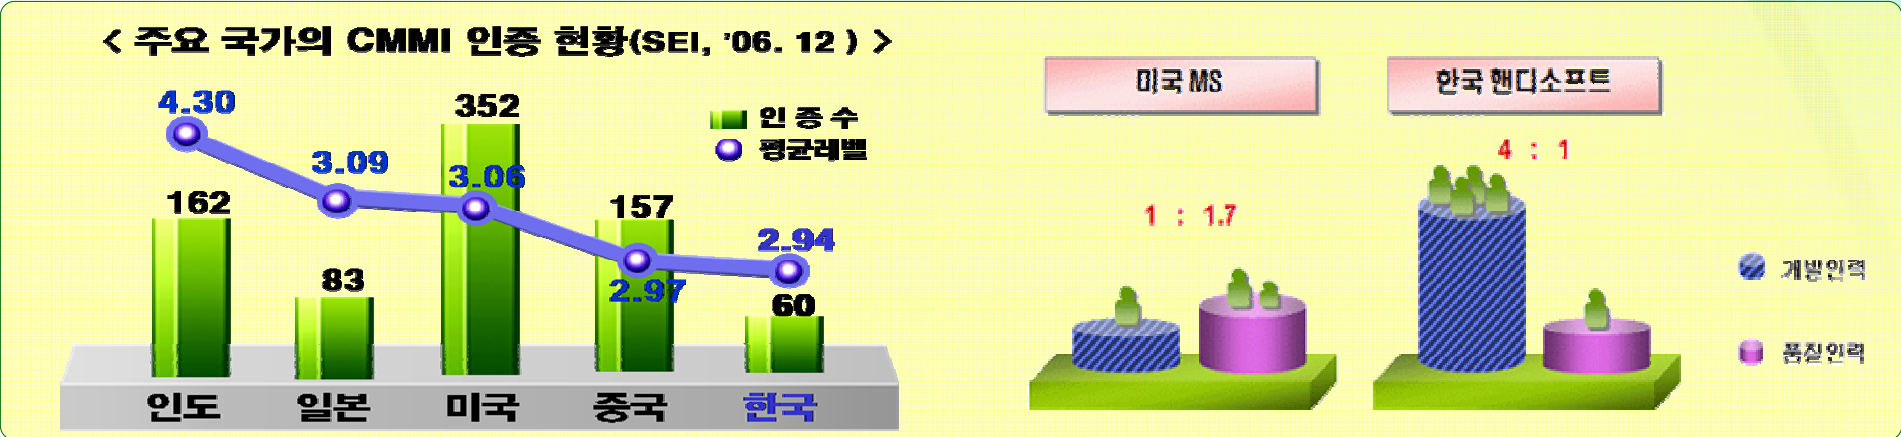 < 주요 국가의 CMMI 인증 현황(SEI, '06. 12 ) >
4.30
3.09
3.06
2.97
2.94
162
83
352
157
60
인 증 수
평균레벨
인도
일본
미국
중국
한국
미국 MS
1 : 1.7
한국 핸디소프트
4 : 1
개발인력
품질인력